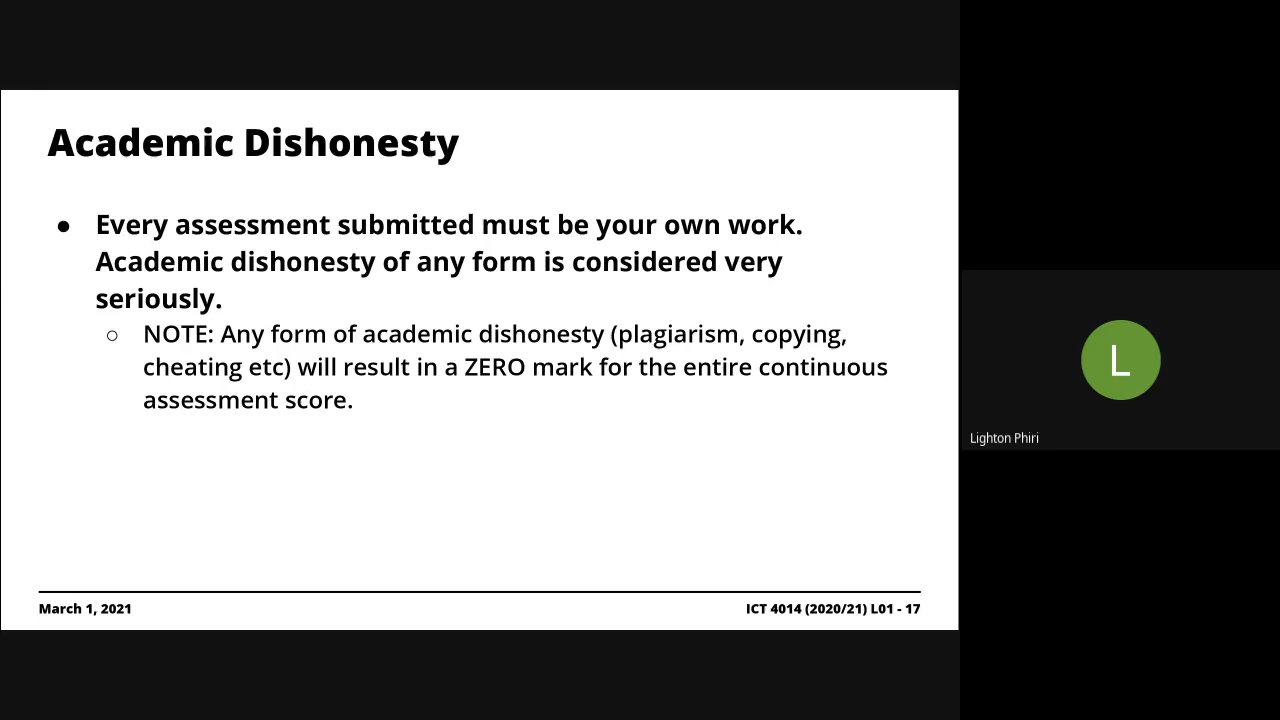 Academic Dishonesty
● Every assessment submitted must be your own work.
Academic dishonesty of any form is considered very
seriously.
○ NOTE: Any form of academic dishonesty (plagiarism, copying,
cheating etc) will result in a ZERO mark for the entire continuous
assessment score.
March 1, 2021
ICT 4014 (2020/21) L01 - 17
L
Lighton Phiri